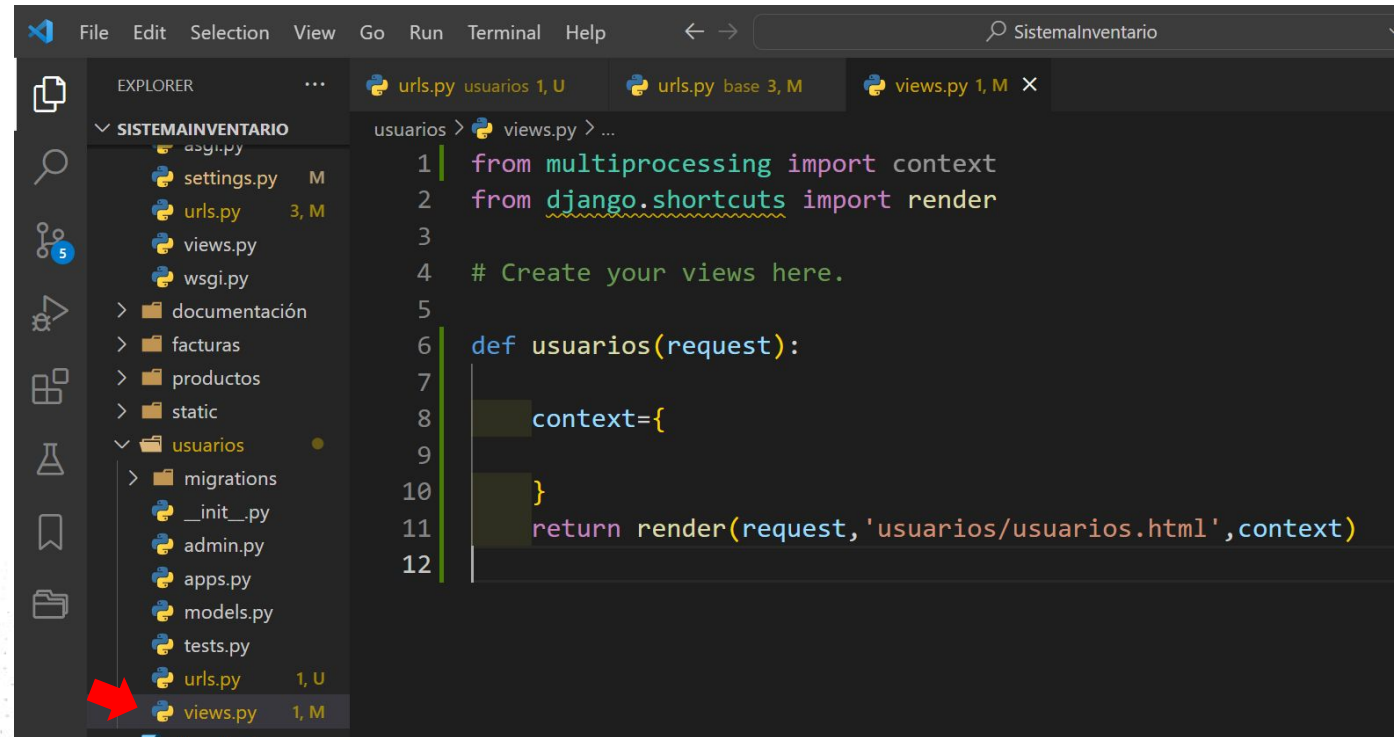 File Edit Selection View Go Run Terminal Help SistemaInventario
EXPLORER ...
urls.py usuarios 1, U urls.py base 3, M views.py 1, M
SISTEMAINVENTARIO
asgi.py
settings.py M
urls.py 3, M
views.py
wsgi.py
documentación
facturas
productos
static
usuarios
migrations
__init__.py
admin.py
apps.py
models.py
tests.py
urls.py 1, U
views.py 1, M
5
usuarios > views.py > ...
1 from multiprocessing import context
2 from django.shortcuts import render
3
4 # Create your views here.
5
6 def usuarios(request):
7
8 context={
9
10 }
11 return render(request,'usuarios/usuarios.html',context)
12